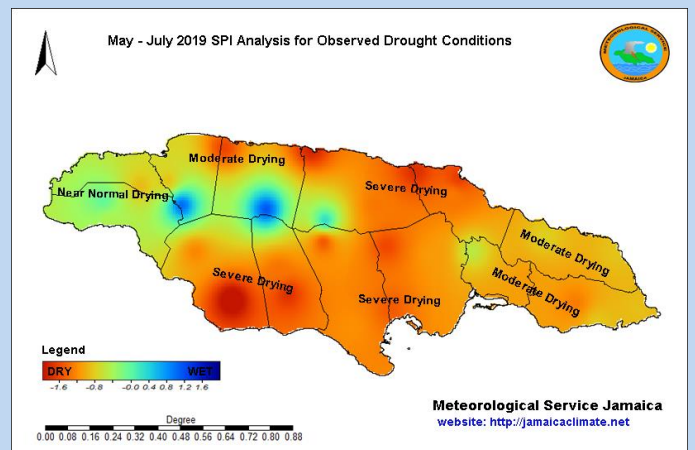 May - July 2019 SPI Analysis for Observed Drought Conditions
METEOROLOGICAL SERVICE
JAMAICA
Moderate Drying
Near Normal Drying
Severe Drying
Moderate Drying
Severe Drying
Moderate Drying
Severe Drying
Legend
DRY WET
-1.6 -0.8 -0.0 0.4 0.8 1.2 1.6
Meteorological Service Jamaica
website: http://jamaicaclimate.net
Degree
0.00 0.08 0.16 0.24 0.32 0.40 0.48 0.56 0.64 0.72 0.80 0.88